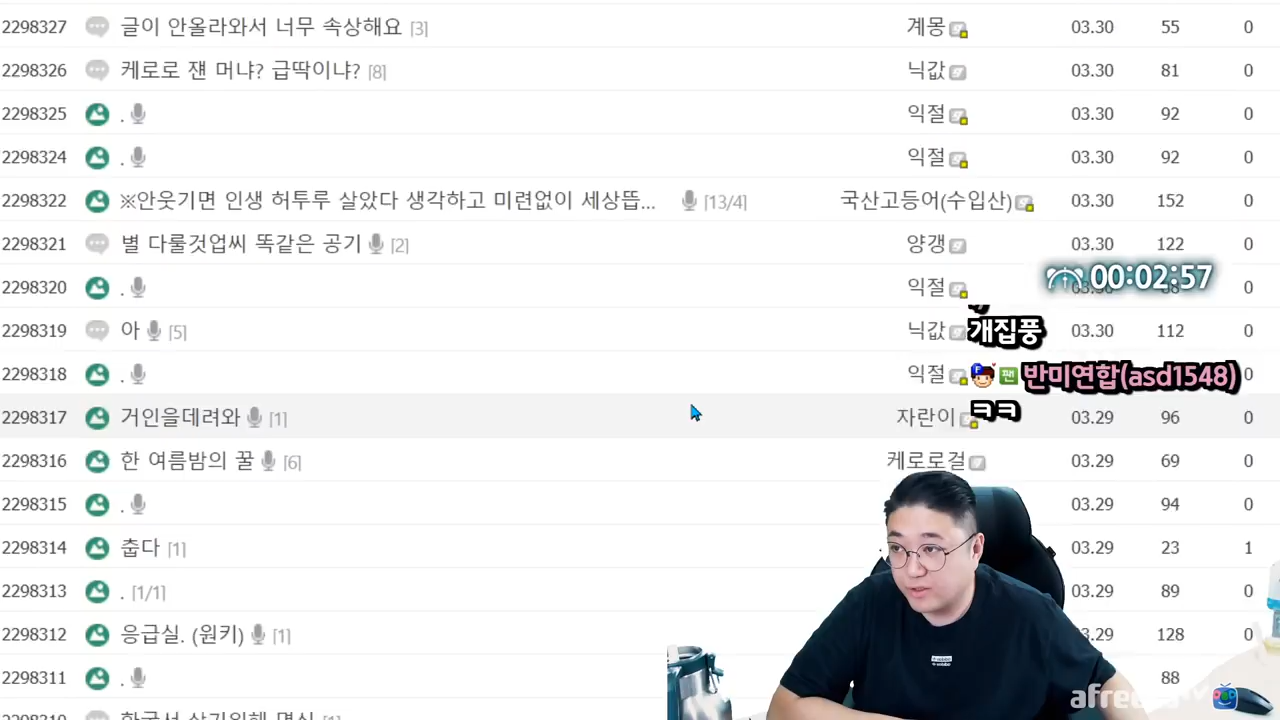 2298327 글이 안올라와서 너무 속상해요 [3] 계몽 03.30 55 0
2298326 케로로 쟨 머냐? 급딱이냐? [8] 닉값 03.30 81 0
2298325 . 익절 03.30 92 0
2298324 . 익절 03.30 92 0
2298322 ※안웃기면 인생 허투루 살았다 생각하고 미련없이 세상뜹... [13/4] 국산고등어(수입산) 03.30 152 0
2298321 별 다룰것업씨 똑같은 공기 [2] 양갱 03.30 122 0
00:02:57
2298320 . 익절 0
2298319 아 [5] 닉값 03.30 112 0
개집풍
2298318 . 익절 0
F 팬 반미연합(asd1548)
ㅋㅋ
2298317 거인을데려와 [1] 자란이 03.29 96 0
2298316 한 여름밤의 꿀 [6] 케로로걸 03.29 69 0
2298315 . 03.29 94 0
2298314 춥다 [1] 03.29 23 1
2298313 . [1/1] 03.29 89 0
2298312 응급실. (원키) [1] 128 0
2298311 . 88